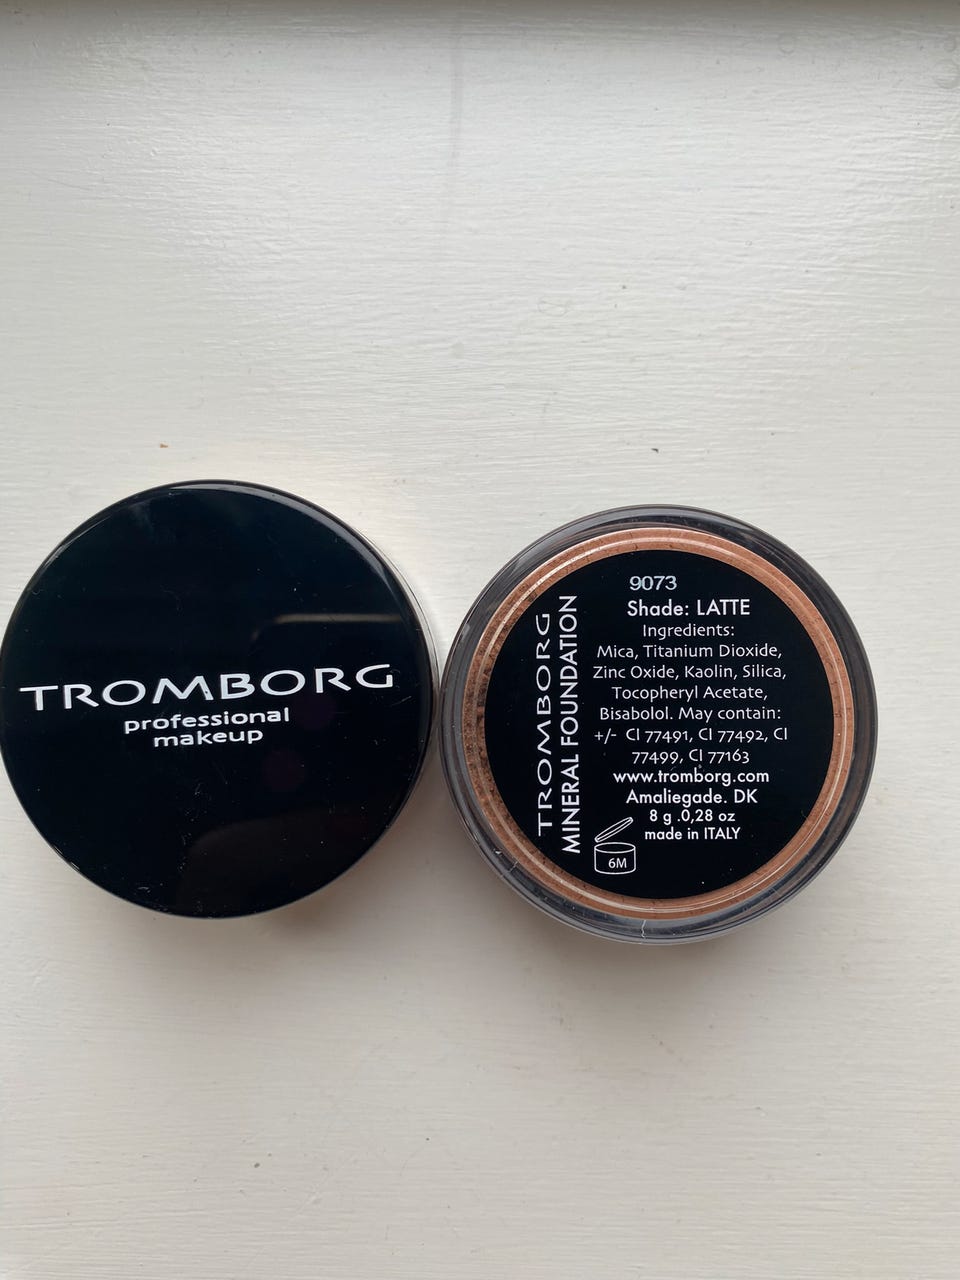 TROMBORG
professional
makeup
TROMBORG
MINERAL FOUNDATION
9073
Shade: LATTE
Ingredients:
Mica, Titanium Dioxide,
Zinc Oxide, Kaolin, Silica,
Tocopheryl Acetate,
Bisabolol. May contain:
+/- CI 77491, CI 77492, CI
77499, CI 77163
www.tromborg.com
Amaliegade. DK
8 g .0,28 oz
made in ITALY
6M